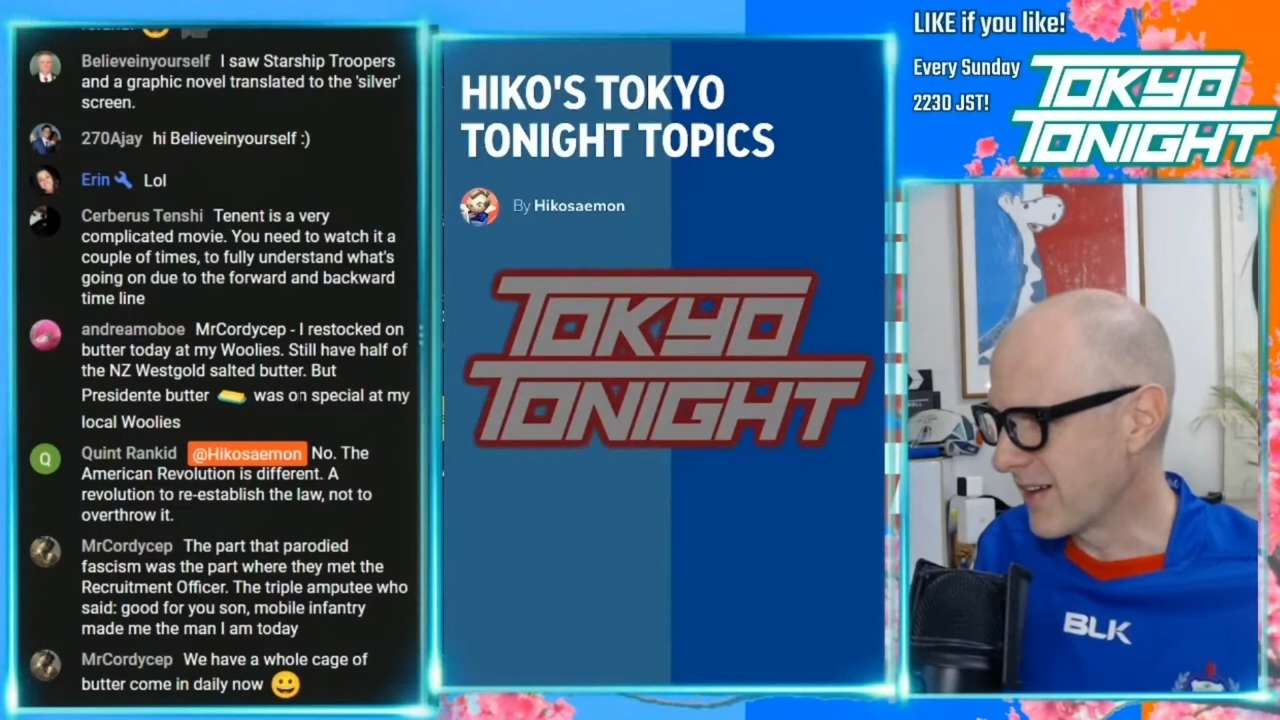 Believeinyourself I saw Starship Troopers
and a graphic novel translated to the 'silver'
screen.
270Ajay hi Believeinyourself :)
Erin Lol
Cerberus Tenshi Tenent is a very
complicated movie. You need to watch it a
couple of times, to fully understand what's
going on due to the forward and backward
time line
andreamoboe MrCordycep - I restocked on
butter today at my Woolies. Still have half of
the NZ Westgold salted butter. But
Presidente butter was on special at my
local Woolies
Q
Quint Rankid @Hikosaemon No. The
American Revolution is different. A
revolution to re-establish the law, not to
overthrow it.
MrCordycep The part that parodied
fascism was the part where they met the
Recruitment Officer. The triple amputee who
said: good for you son, mobile infantry
made me the man I am today
MrCordycep We have a whole cage of
butter come in daily now
HIKO'S TOKYO
TONIGHT TOPICS
By Hikosaemon
TOKYO
TONIGHT
LIKE if you like!
Every Sunday
2230 JST!
TOKYO
TONIGHT
BLK